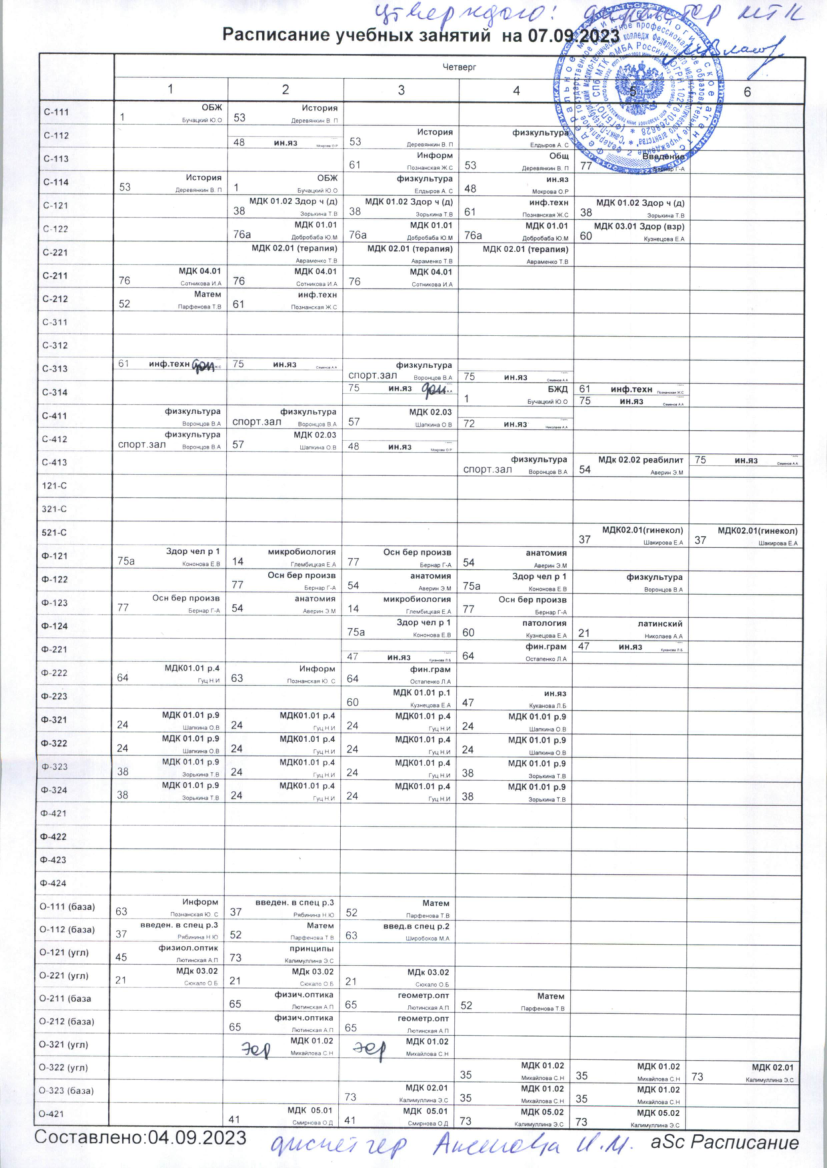 утверждаю: директор МТК
Расписание учебных занятий на 07.09.2023
Четверг
1 2 3 4 5 6
С-111 1 ОБЖ Бучацкий Ю.О 53 История Деревянкин В. П
С-112 48 ин.яз 53 История Деревянкин В. П физкультура Елдыров А. С
С-113 61 Информ Познанская Ж.С 53 Общ Деревянкин В. П 77 Введение
С-114 53 История Деревянкин В. П 1 ОБЖ Бучацкий Ю.О физкультура Елдыров А. С 48 ин.яз Мокрова О.Р
С-121 38 МДК 01.02 Здор ч (д) Зорькина Т.В 38 МДК 01.02 Здор ч (д) Зорькина Т.В 61 инф.техн Познанская Ж.С 38 МДК 01.02 Здор ч (д) Зорькина Т.В
С-122 76а МДК 01.01 Добробаба Ю.М 76а МДК 01.01 Добробаба Ю.М 76а МДК 01.01 Добробаба Ю.М 60 МДК 03.01 Здор (взр) Кузнецова Е.А
С-221 МДК 02.01 (терапия) Авраменко Т.В МДК 02.01 (терапия) МДК 02.01 (терапия) Авраменко Т.В
С-211 76 МДК 04.01 Сотникова И.А 76 МДК 04.01 Сотникова И.А 76 МДК 04.01 Сотникова И.А
С-212 52 Матем Парфенова Т.В 61 инф.техн Познанская Ж.С
С-311
С-312
С-313 61 инф.техн 75 ин.яз спорт.зал физкультура Воронцов В.А 75 ин.яз
С-314 75 ин.яз 1 БЖД Бучацкий Ю.О 61 инф.техн 75 ин.яз
С-411 физкультура Воронцов В.А спорт.зал физкультура Воронцов В.А 57 МДК 02.03 Шапкина О.В 72 ин.яз
С-412 спорт.зал физкультура Воронцов В.А 57 МДК 02.03 Шапкина О.В 48 ин.яз
С-413 спорт.зал физкультура Воронцов В.А 54 МДк 02.02 реабилит Аверин Э.М 75 ин.яз
121-С
321-С
521-С 37 МДК02.01(гинекол) Шакирова Е.А 37 МДК02.01(гинекол) Шакирова Е.А
Ф-121 75а Здор чел р 1 Кононова Е.В 14 микробиология Глембицкая Е.А 77 Осн бер произв Бернар Г-А 54 анатомия Аверин Э.М
Ф-122 77 Осн бер произв Бернар Г-А 54 анатомия Аверин Э.М 75а Здор чел р 1 Кононова Е.В физкультура Воронцов В.А
Ф-123 77 Осн бер произв Бернар Г-А 54 анатомия Аверин Э.М 14 микробиология Глембицкая Е.А 77 Осн бер произв Бернар Г-А
Ф-124 75а Здор чел р 1 Кононова Е.В 60 патология Кузнецова Е.А 21 латинский Николаев А.А
Ф-221 47 ин.яз 64 фин.грам Остапенко Л.А 47 ин.яз
Ф-222 64 МДК01.01 р.4 Гуц Н.И 63 Информ Познанская Ю. С 64 фин.грам Остапенко Л.А
Ф-223 60 МДК 01.01 р.1 Кузнецова Е.А 47 ин.яз Куканова Л.Б
Ф-321 24 МДК 01.01 р.9 Шапкина О.В 24 МДК01.01 р.4 Гуц Н.И 24 МДК01.01 р.4 Гуц Н.И 24 МДК 01.01 р.9 Шапкина О.В
Ф-322 24 МДК 01.01 р.9 Шапкина О.В 24 МДК01.01 р.4 Гуц Н.И 24 МДК01.01 р.4 Гуц Н.И 24 МДК 01.01 р.9 Шапкина О.В
Ф-323 38 МДК 01.01 р.9 Зорькина Т.В 24 МДК01.01 р.4 Гуц Н.И 24 МДК01.01 р.4 Гуц Н.И 38 МДК 01.01 р.9 Зорькина Т.В
Ф-324 38 МДК 01.01 р.9 Зорькина Т.В 24 МДК01.01 р.4 Гуц Н.И 24 МДК01.01 р.4 Гуц Н.И 38 МДК 01.01 р.9 Зорькина Т.В
Ф-421
Ф-422
Ф-423
Ф-424
О-111 (база) 63 Информ Познанская Ю. С 37 введен. в спец р.3 Рябинина Н.Ю 52 Матем Парфенова Т.В
О-112 (база) 37 введен. в спец р.3 Рябинина Н.Ю 52 Матем Парфенова Т.В 63 введ.в спец р.2 Широбоков М.А
О-121 (угл) 45 физиол.оптик Лютинская А.П 73 принципы Калимуллина Э.С
О-221 (угл) 21 МДк 03.02 Сюкало О.Б 21 МДк 03.02 Сюкало О.Б 21 МДк 03.02 Сюкало О.Б
О-211 (база 65 физич.оптика Лютинская А.П 65 геометр.опт Лютинская А.П 52 Матем Парфенова Т.В
О-212 (база) 65 физич.оптика Лютинская А.П 65 геометр.опт Лютинская А.П
О-321 (угл) МДК 01.02 Михайлова С.Н МДК 01.02 Михайлова С.Н
О-322 (угл) 35 МДК 01.02 Михайлова С.Н 35 МДК 01.02 Михайлова С.Н 73 МДК 02.01 Калимуллина Э.С
О-323 (база) 73 МДК 02.01 Калимуллина Э.С 35 МДК 01.02 Михайлова С.Н 35 МДК 01.02 Михайлова С.Н
О-421 41 МДК 05.01 Смирнова О.Д 41 МДК 05.01 Смирнова О.Д 73 МДК 05.02 Калимуллина Э.С 73 МДК 05.02 Калимуллина Э.С
Составлено:04.09.2023 диспетчер Аксенова И.М. aSc Расписание